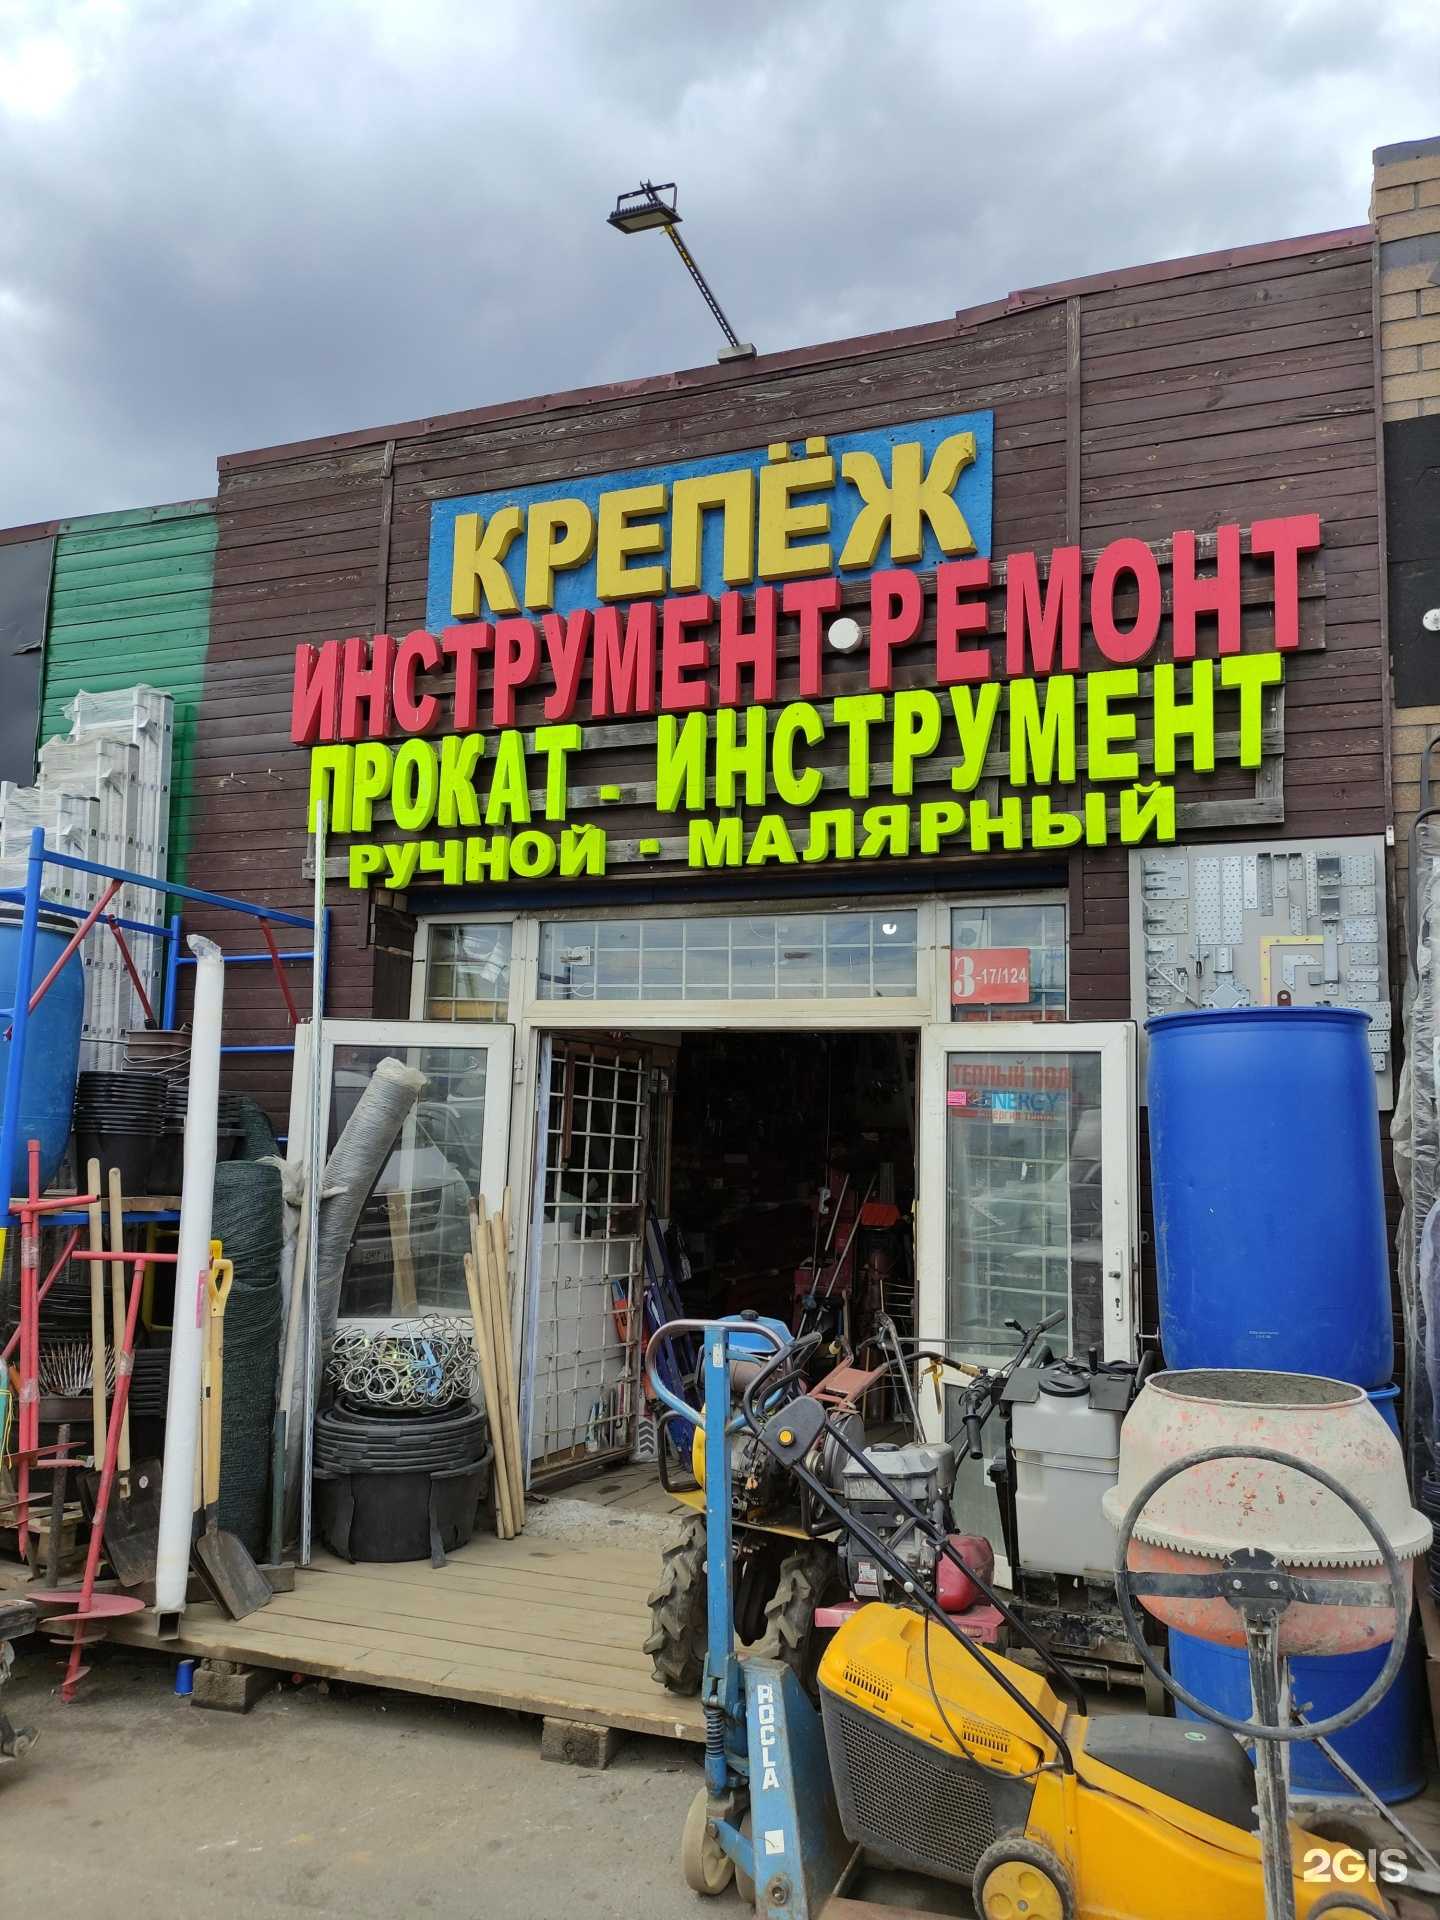 КРЕПЁЖ
ИНСТРУМЕНТ·РЕМОНТ
ПРОКАТ - ИНСТРУМЕНТ
РУЧНОЙ - МАЛЯРНЫЙ
3-17/124
ТЕПЛЫЙ ПОЛ
ENERGY
ROCLA
2GIS